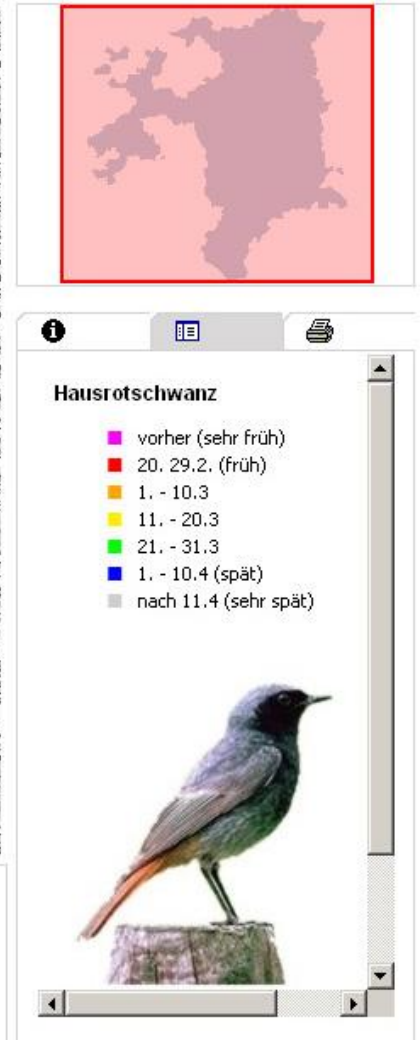 Hausrotschwanz
vorher (sehr früh)
20. 29.2. (früh)
1. - 10.3
11. - 20.3
21. - 31.3
1. - 10.4 (spät)
nach 11.4 (sehr spät)